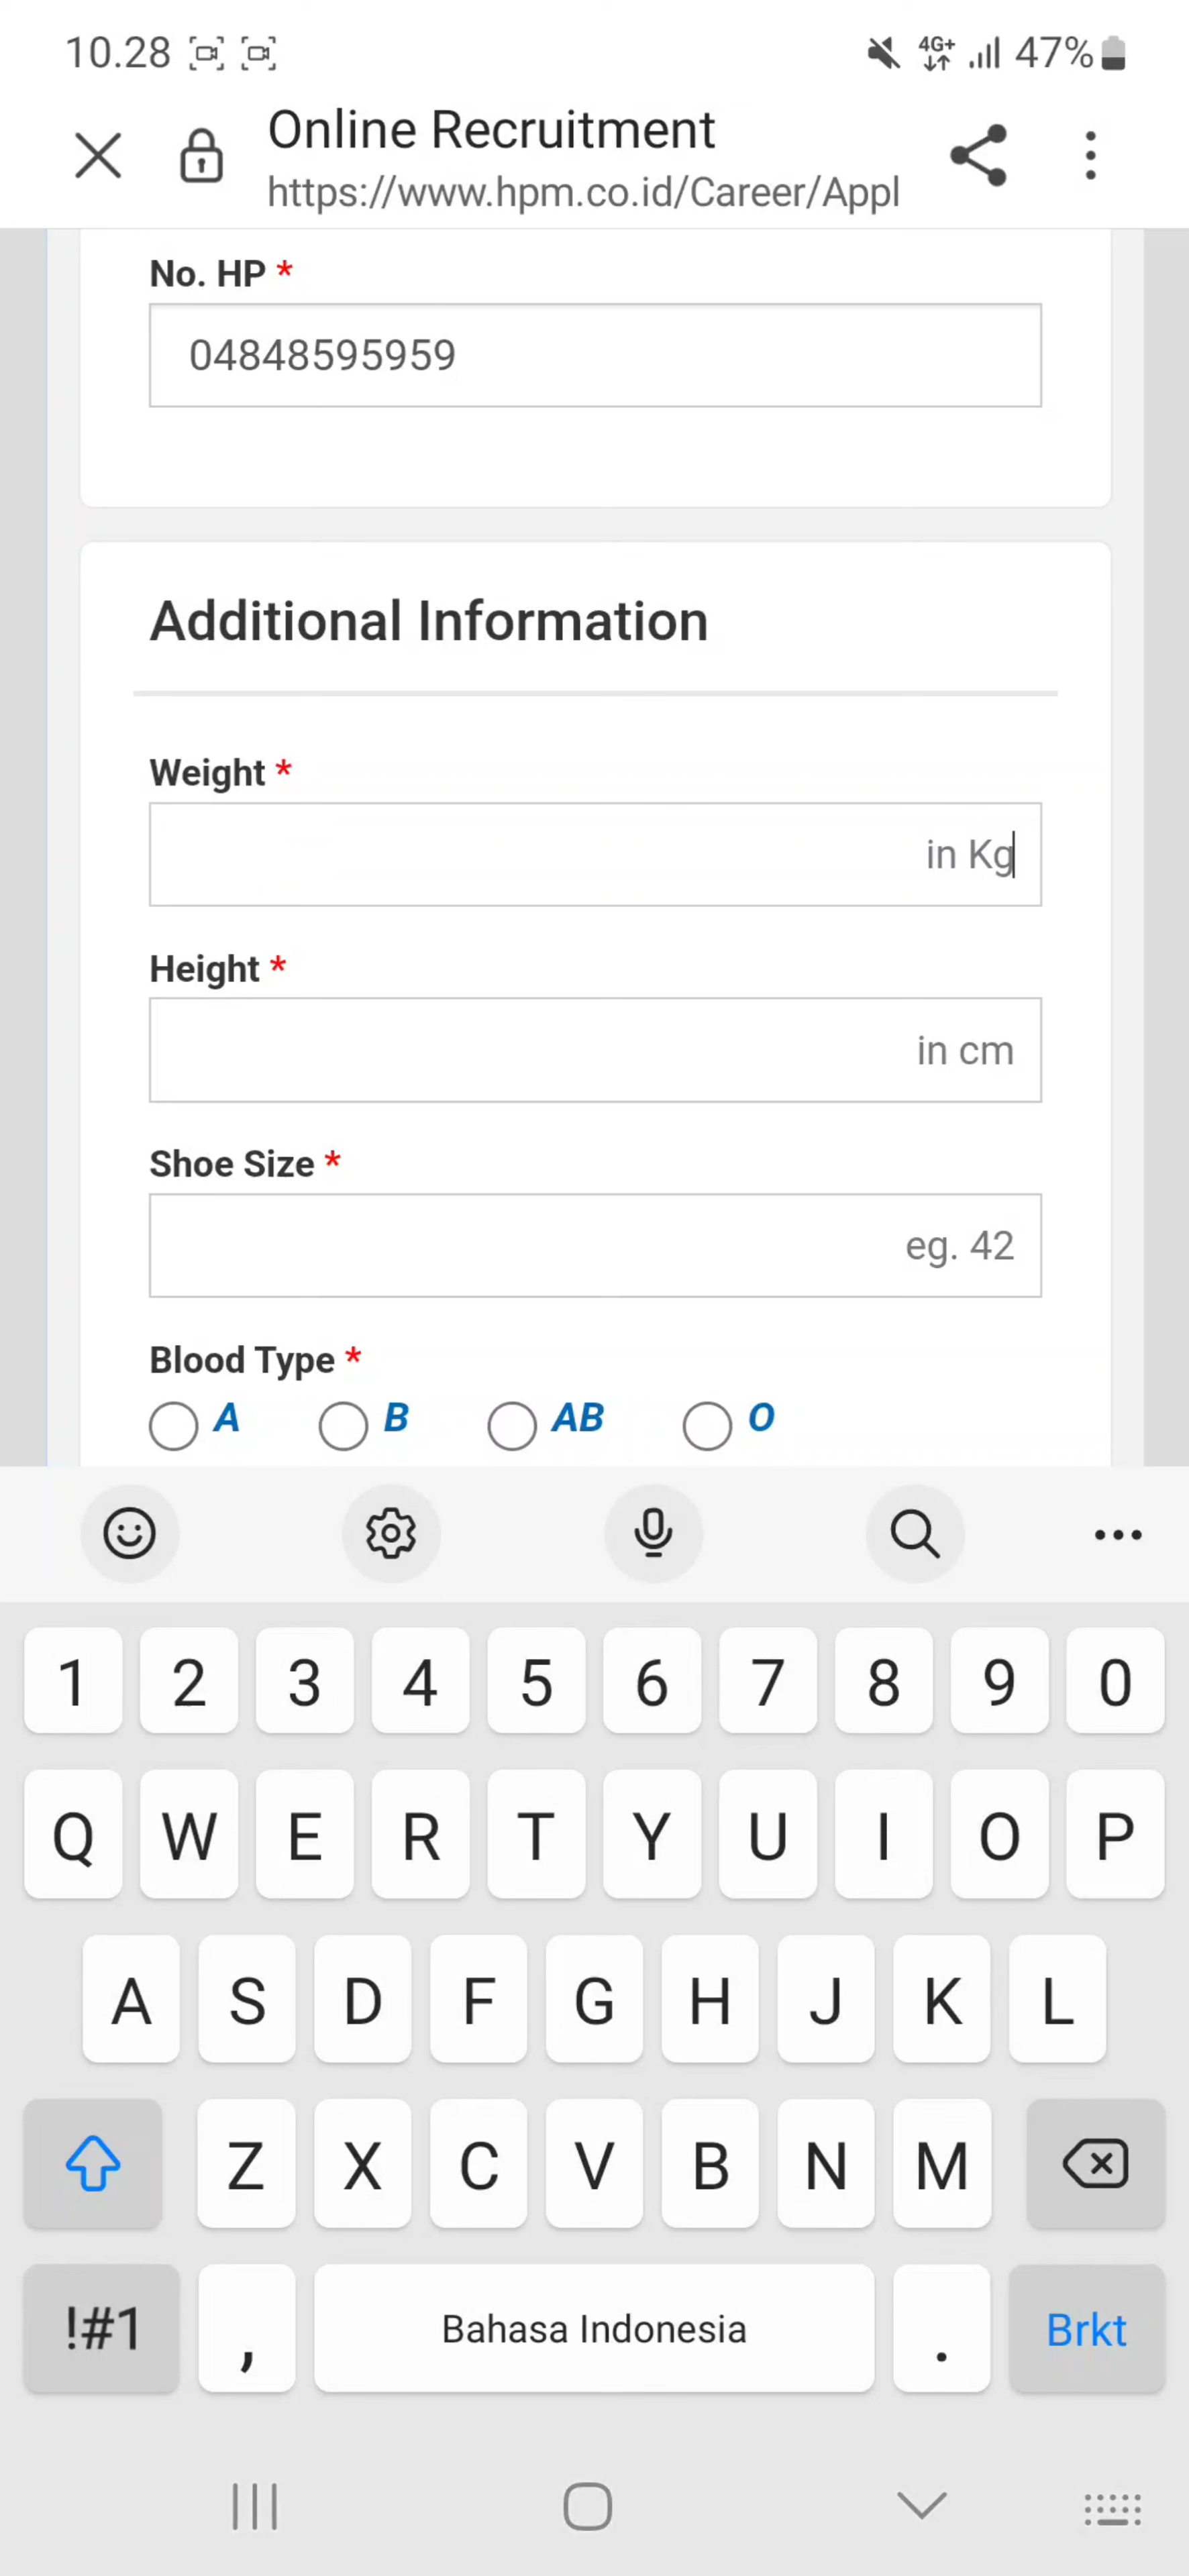 10.28
4G+ 47%
Online Recruitment
https://www.hpm.co.id/Career/Appl
No. HP *
04848595959
Additional Information
Weight *
in Kg
Height *
in cm
Shoe Size *
eg. 42
Blood Type *
A B AB O
1 2 3 4 5 6 7 8 9 0
Q W E R T Y U I O P
A S D F G H J K L
Z X C V B N M
!#1 , Bahasa Indonesia . Brkt